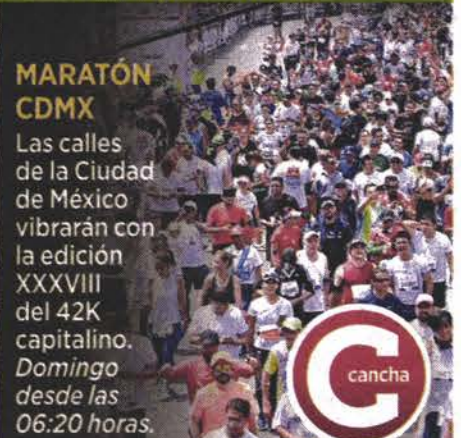 MARATÓN
CDMX
Las calles
de la Ciudad
de México
vibrarán con
la edición
XXXVIII
del 42K
capitalino.
Domingo
desde las
06:20 horas.
C
cancha